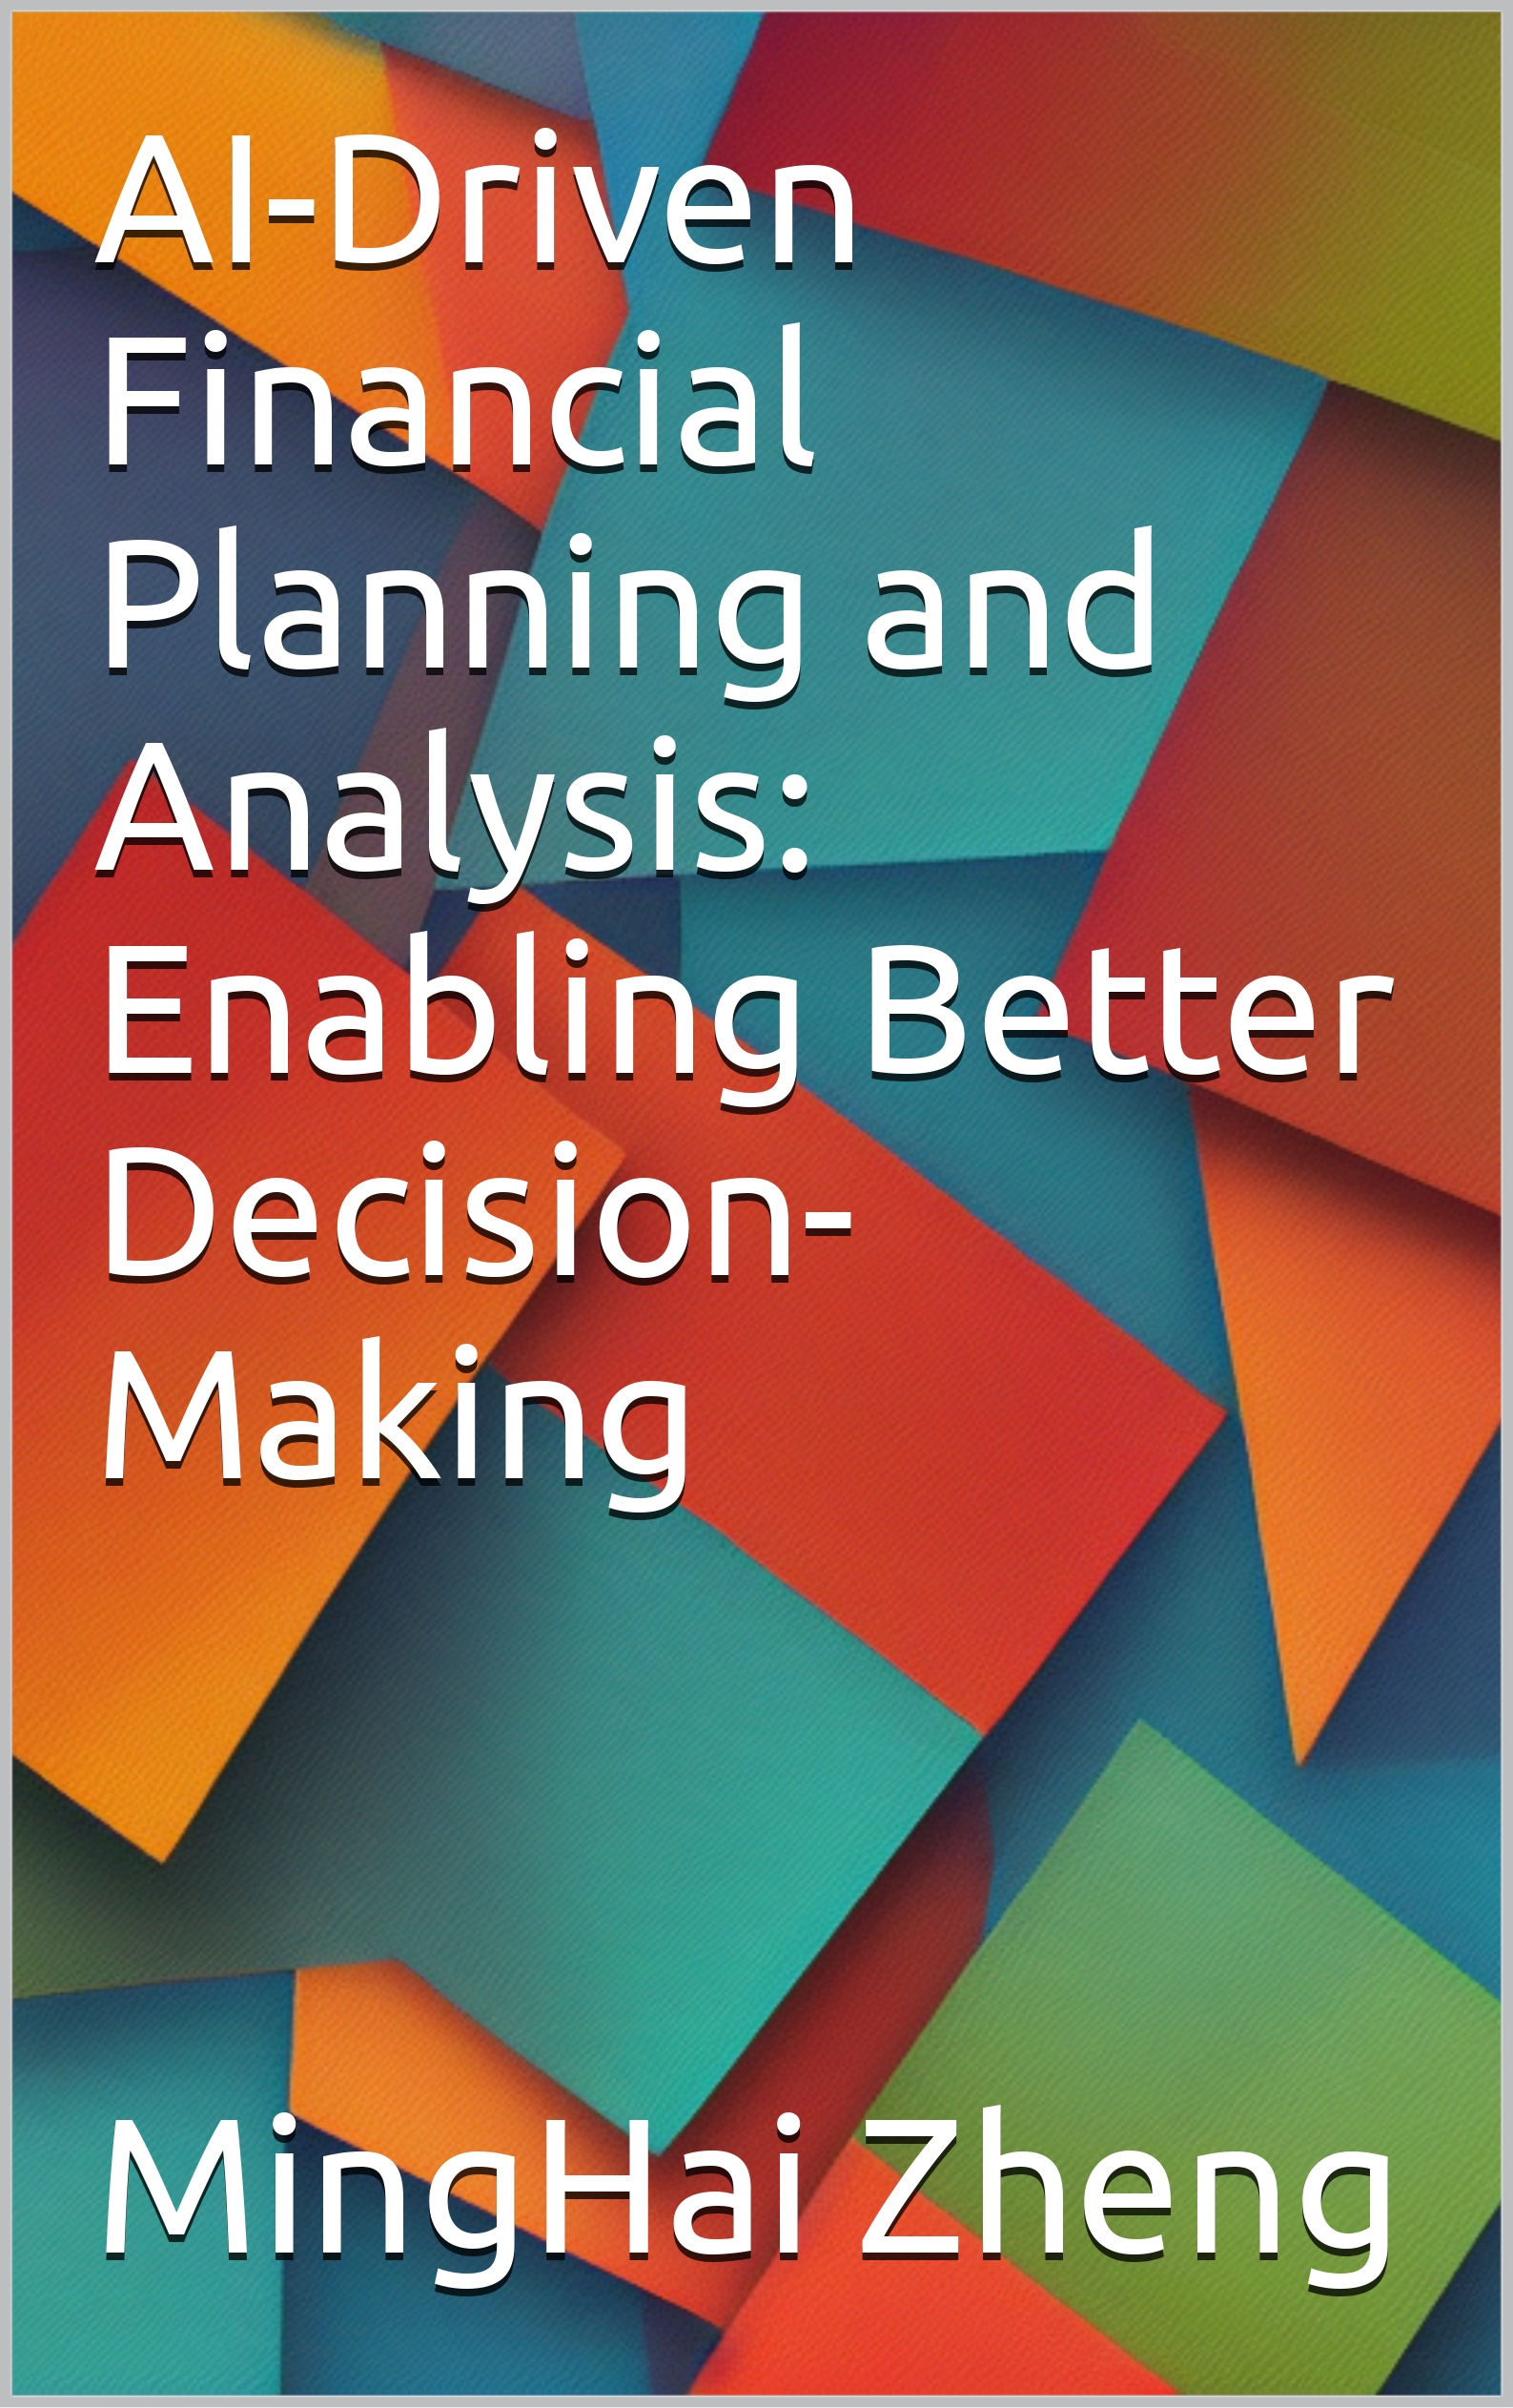 AI-Driven
Financial
Planning and
Analysis:
Enabling Better
Decision-
Making
MingHai Zheng